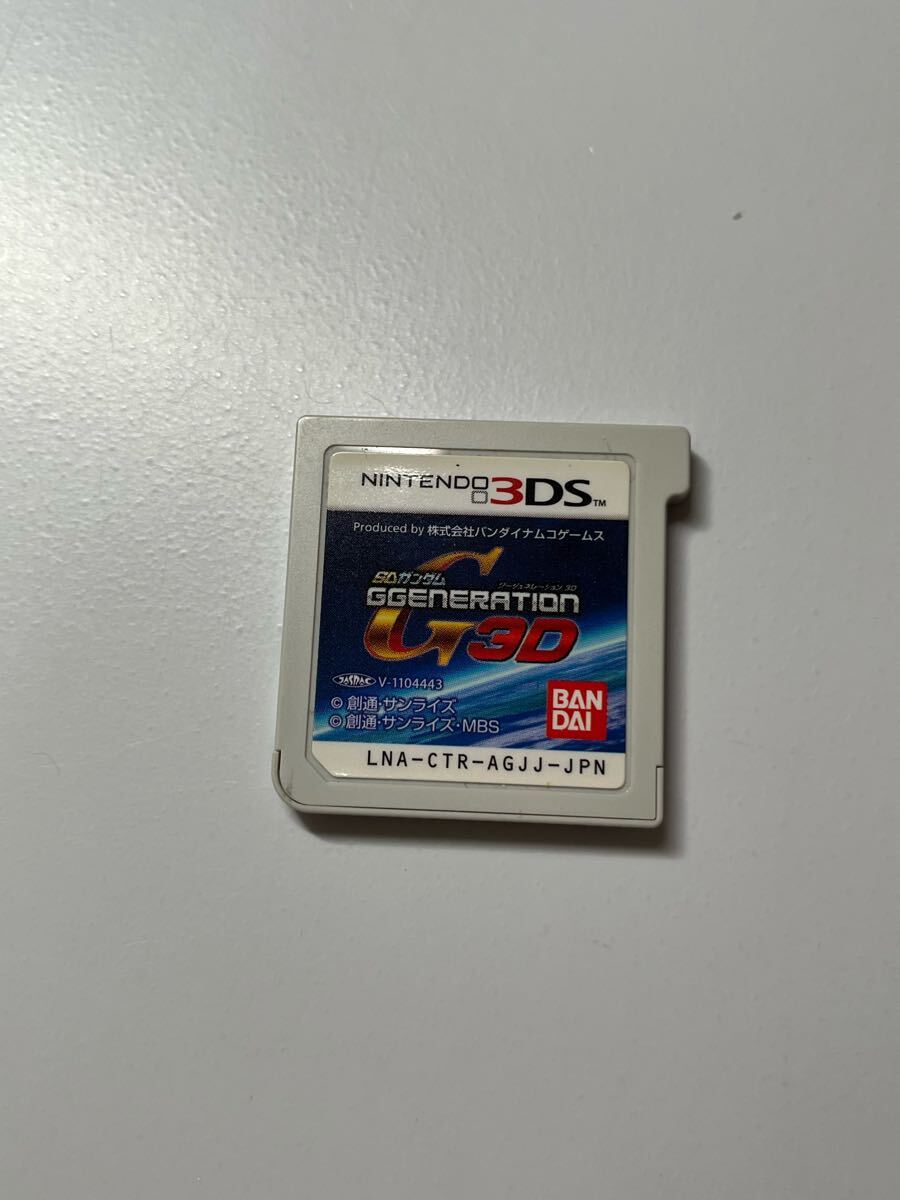 NINTENDO 3DS™
Produced by 株式会社バンダイナムコゲームス
SDガンダム
ジージェネレーション 3D
GGENERATION
3D
JASRAC V-1104443
© 創通・サンライズ
© 創通・サンライズ・MBS
BAN
DAI
LNA-CTR-AGJJ-JPN